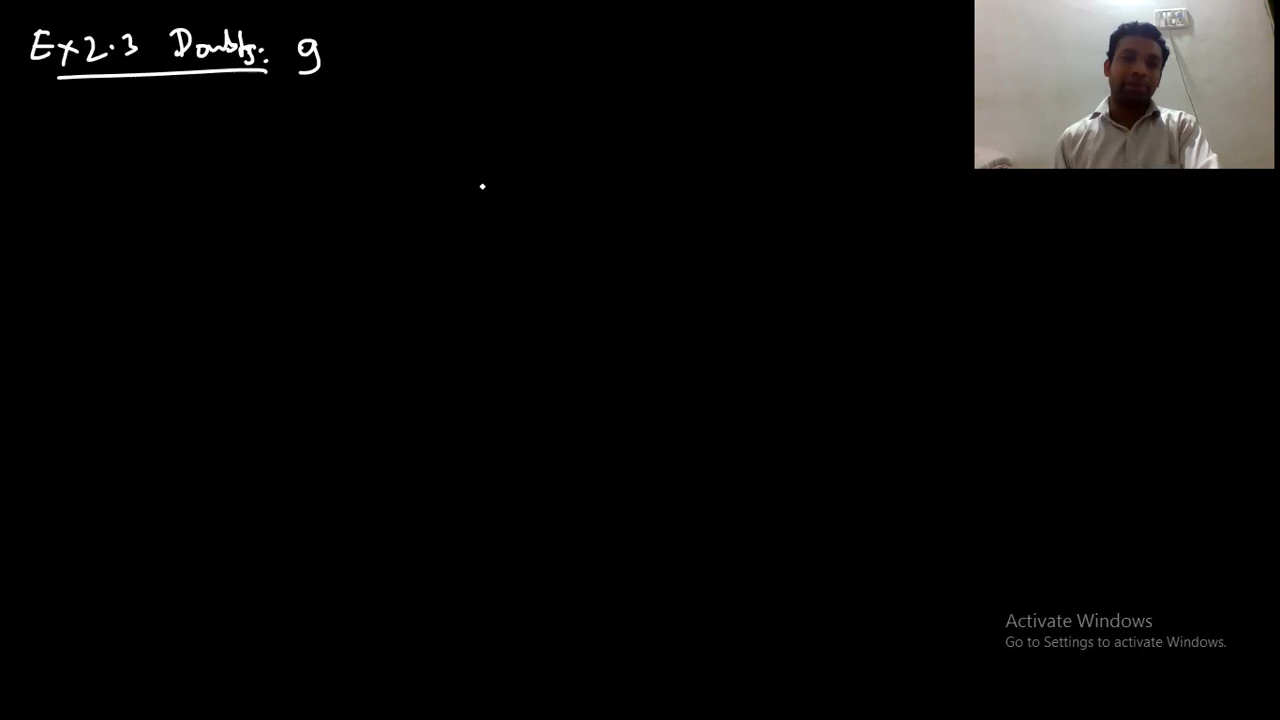 Ex 2.3 Doubts: 9
Activate Windows
Go to Settings to activate Windows.